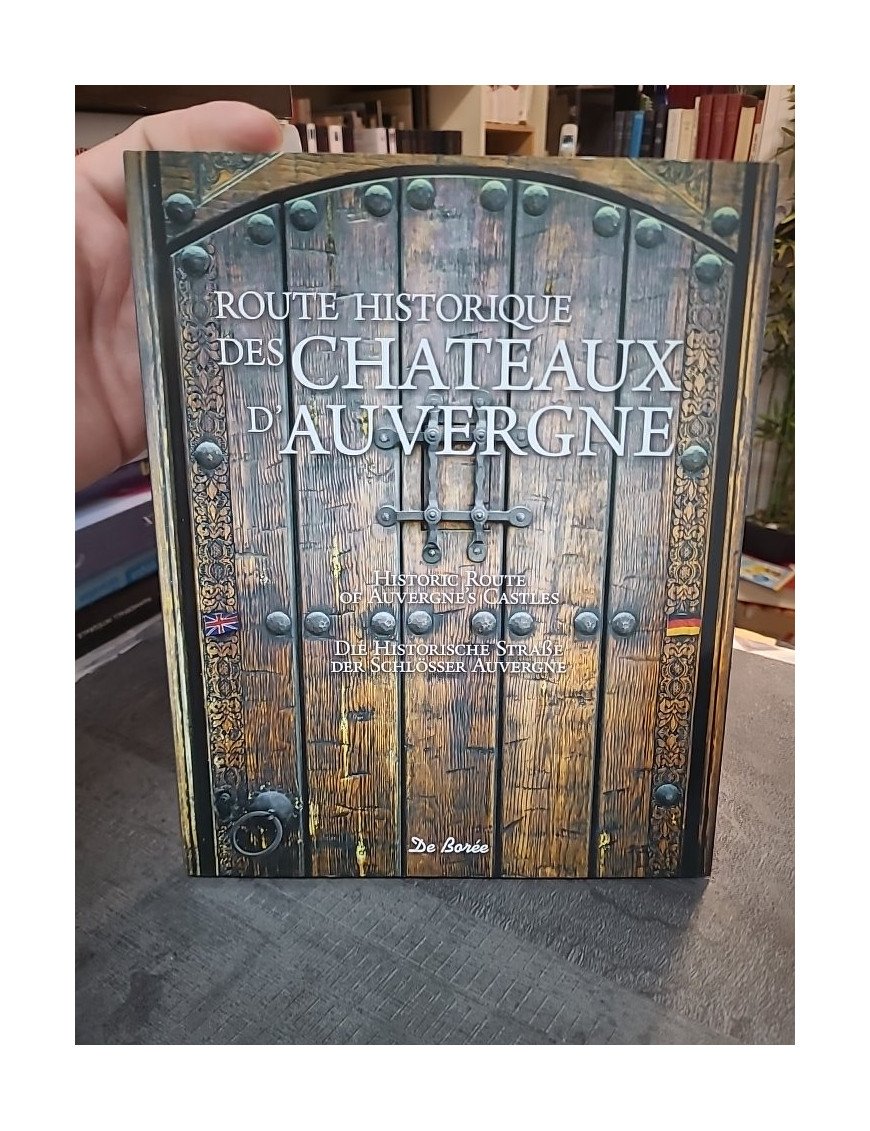 ROUTE HISTORIQUE
DES CHATEAUX
D'AUVERGNE
HISTORIC ROUTE
OF AUVERGNE'S CASTLES
DIE HISTORISCHE STRAßE
DER SCHLÖSSER AUVERGNE
De Borée